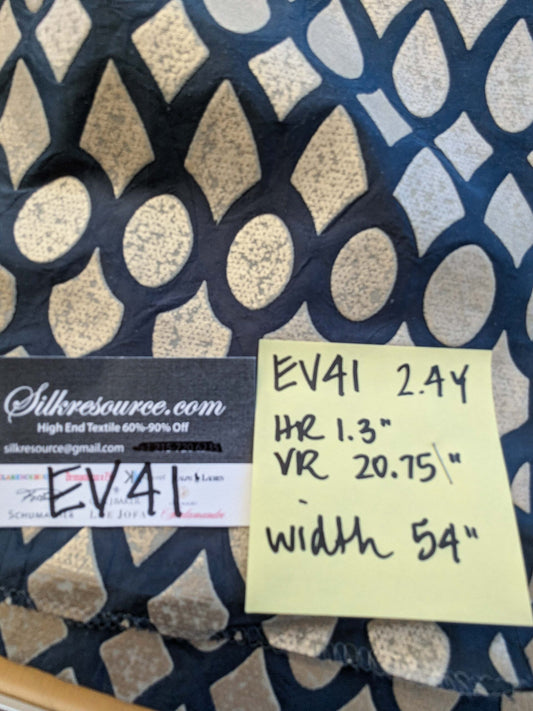 Silkresource.com
High End Textile 60%-90% Off
silkresource@gmail.com
EV41
SCHUMACHER LEE JOFA Scalamandre
EV41 2.4Y
HR 1.3"
VR 20.75"
width 54"